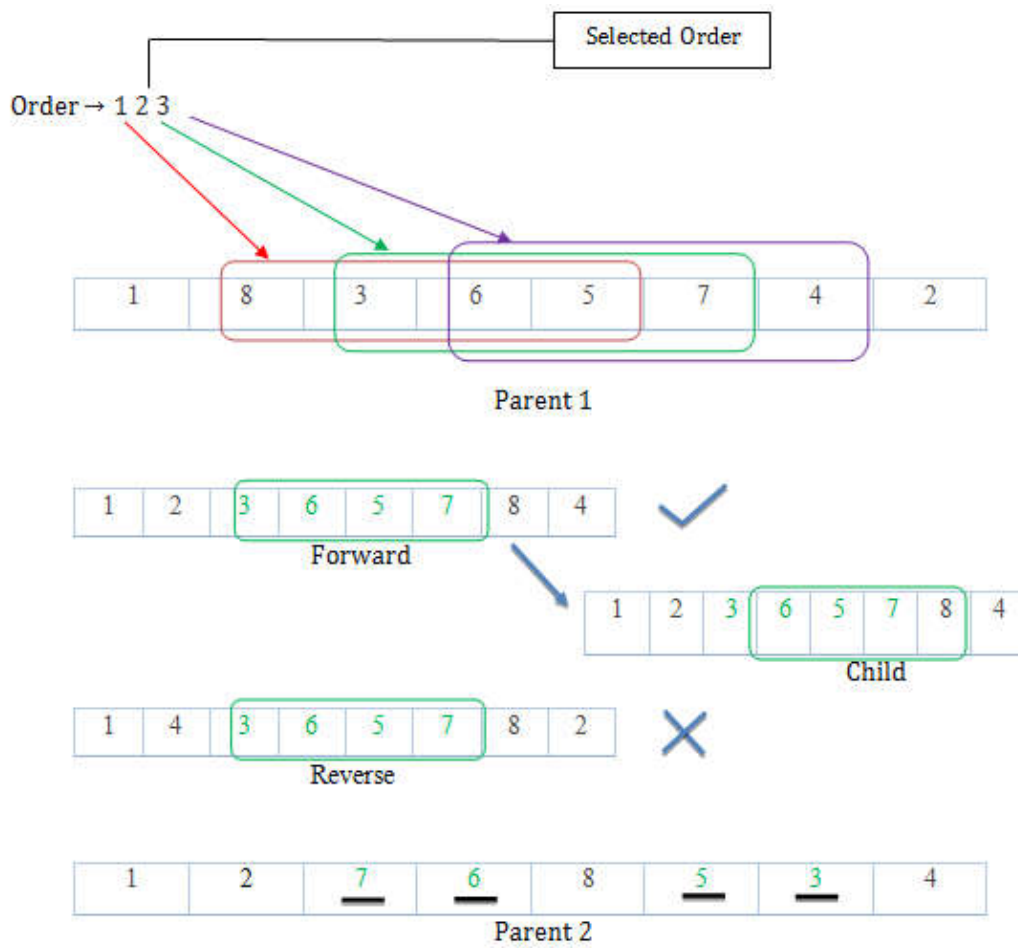 Selected Order
Order → 1 2 3
1 8 3 6 5 7 4 2
Parent 1
1 2 3 6 5 7 8 4
Forward
1 2 3 6 5 7 8 4
Child
1 4 3 6 5 7 8 2
Reverse
1 2 7 6 8 5 3 4
Parent 2